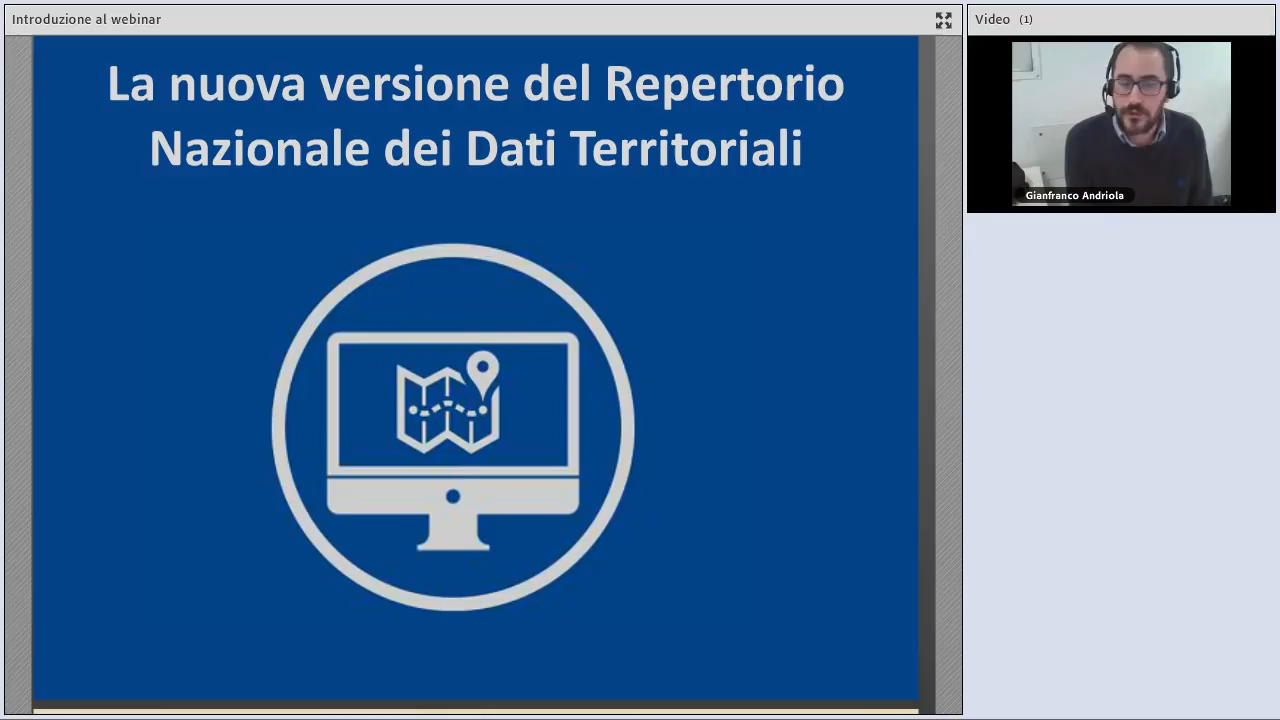 Introduzione al webinar
Video (1)
La nuova versione del Repertorio
Nazionale dei Dati Territoriali
Gianfranco Andriola